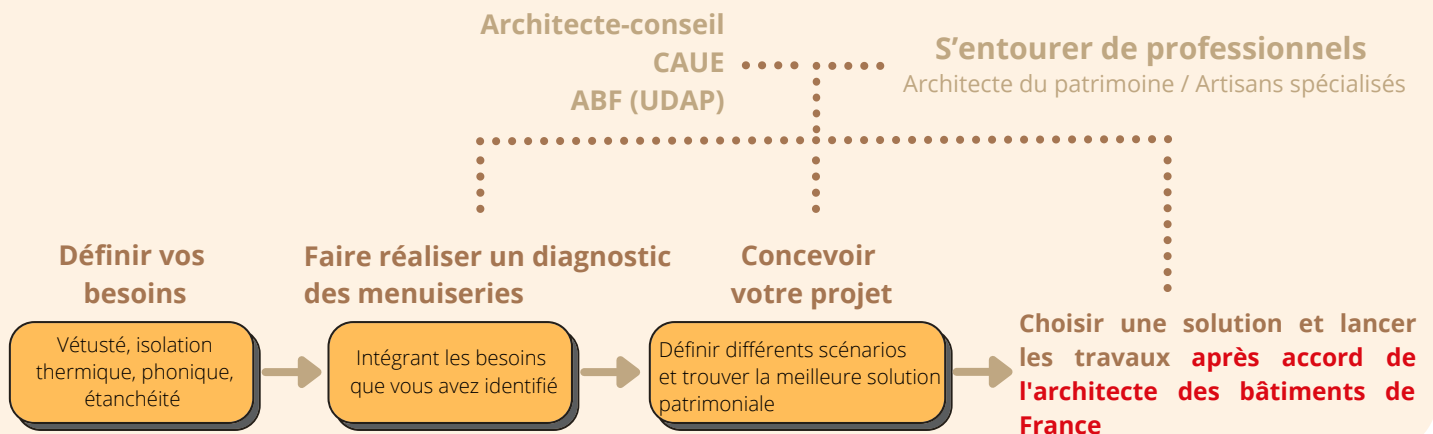 Architecte-conseil
CAUE
ABF (UDAP)
S’entourer de professionnels
Architecte du patrimoine / Artisans spécialisés
Définir vos
besoins
Vétusté, isolation
thermique, phonique,
étanchéité
Faire réaliser un diagnostic
des menuiseries
Intégrant les besoins
que vous avez identifié
Concevoir
votre projet
Définir différents scénarios
et trouver la meilleure solution
patrimoniale
Choisir une solution et lancer
les travaux après accord de
l'architecte des bâtiments de
France